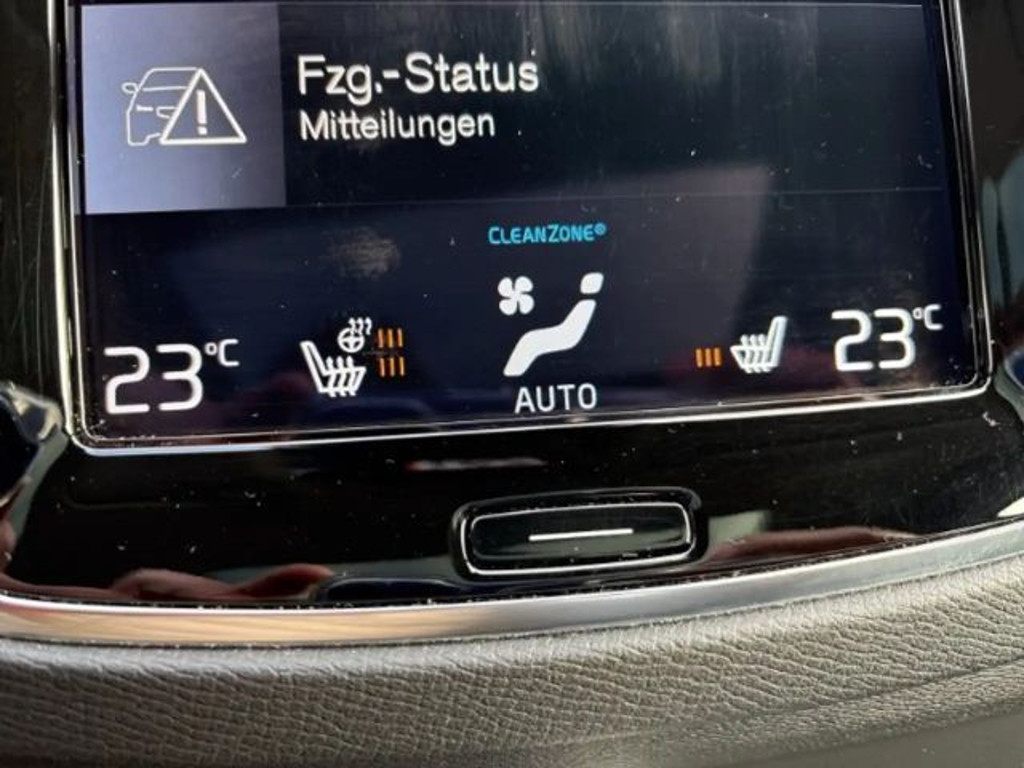 Fzg.-Status
Mitteilungen
CLEANZONE®
23°C
23°C
AUTO